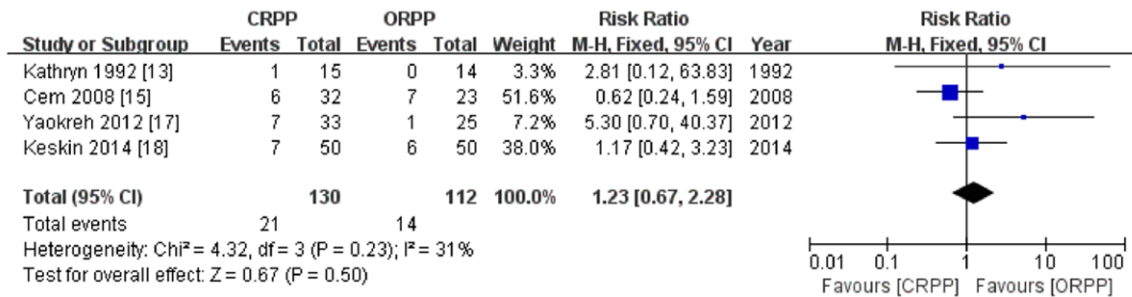 CRPP ORPP Risk Ratio Risk Ratio
Study or Subgroup Events Total Events Total Weight M-H, Fixed, 95% CI Year M-H, Fixed, 95% CI
Kathryn 1992 [13] 1 15 0 14 3.3% 2.81 [0.12, 63.83] 1992
Cem 2008 [15] 6 32 7 23 51.6% 0.62 [0.24, 1.59] 2008
Yaokreh 2012 [17] 7 33 1 25 7.2% 5.30 [0.70, 40.37] 2012
Keskin 2014 [18] 7 50 6 50 38.0% 1.17 [0.42, 3.23] 2014
Total (95% CI) 130 112 100.0% 1.23 [0.67, 2.28]
Total events 21 14
Heterogeneity: Chi² = 4.32, df = 3 (P = 0.23); I² = 31%
Test for overall effect: Z = 0.67 (P = 0.50)
0.01 0.1 1 10 100
Favours [CRPP] Favours [ORPP]